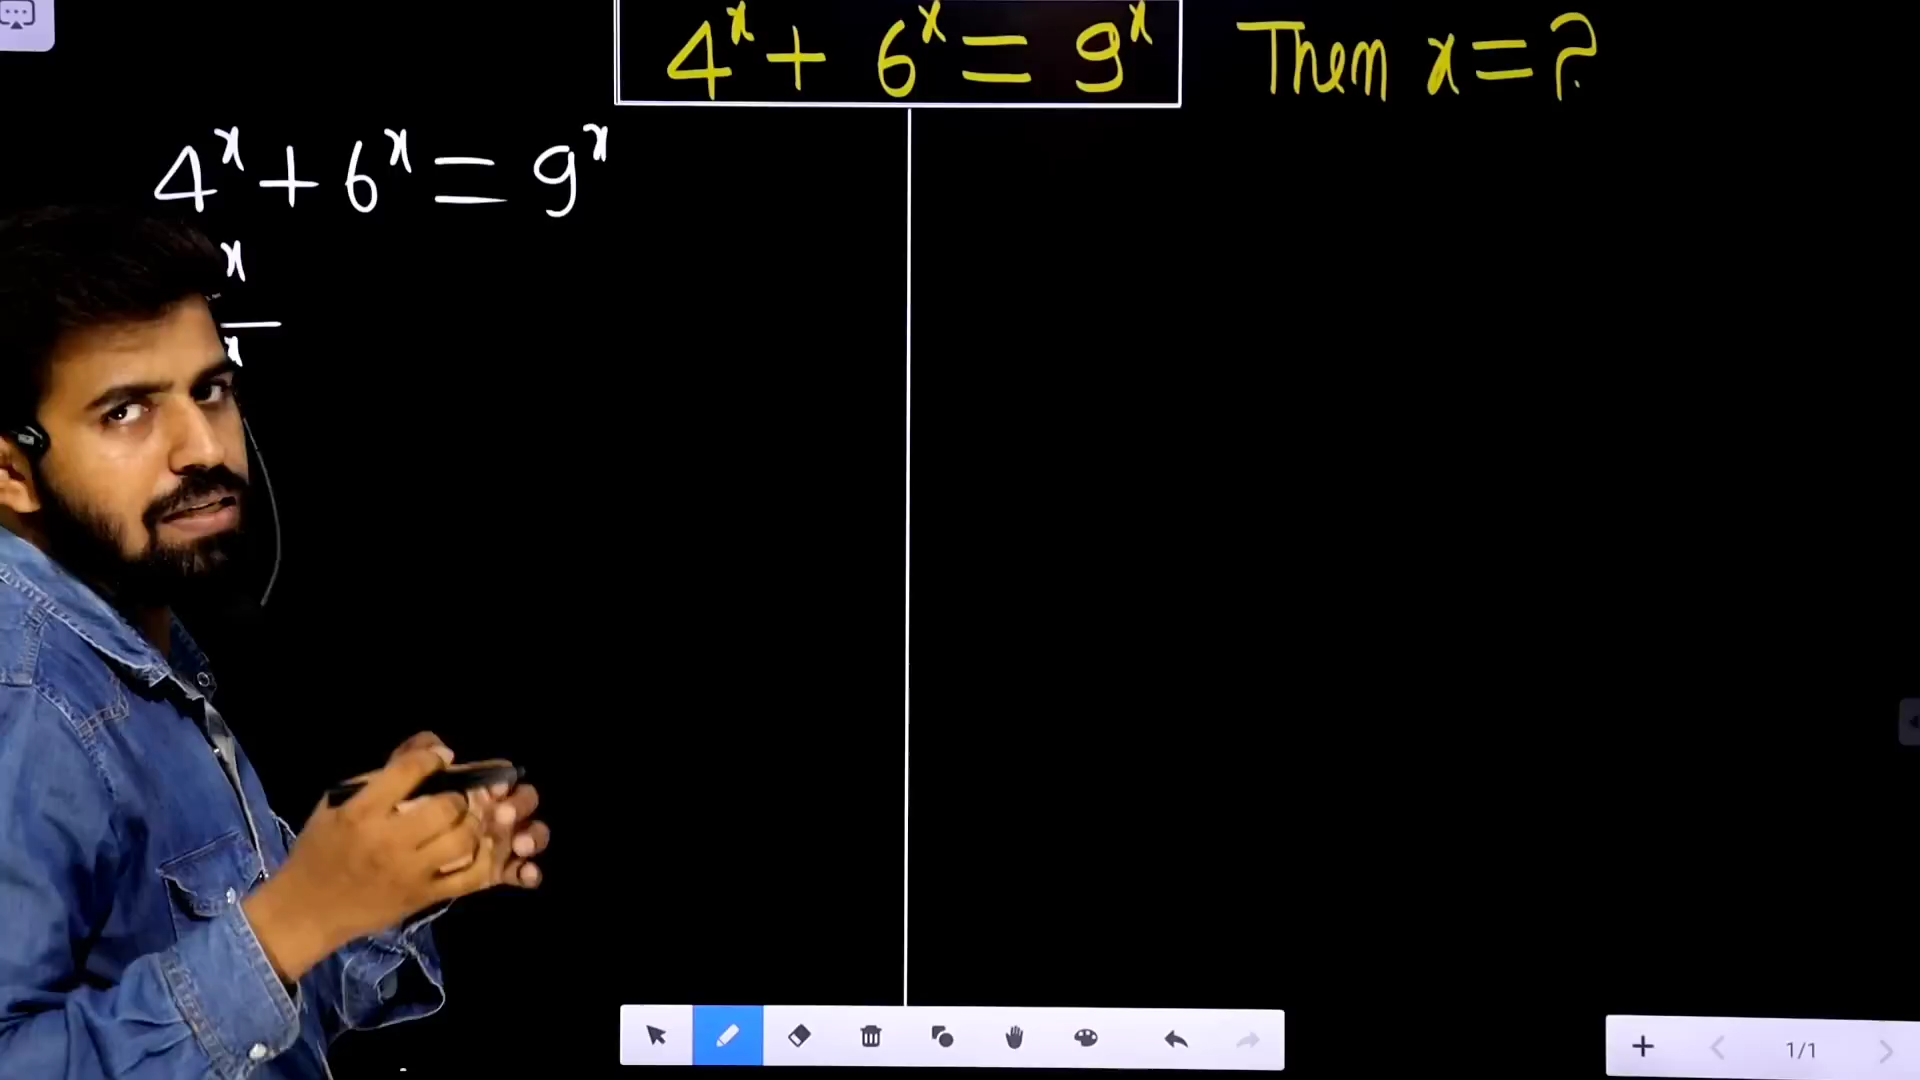 4^x + 6^x = 9^x Then x = ?
4^x + 6^x = 9^x
x
x
1/1